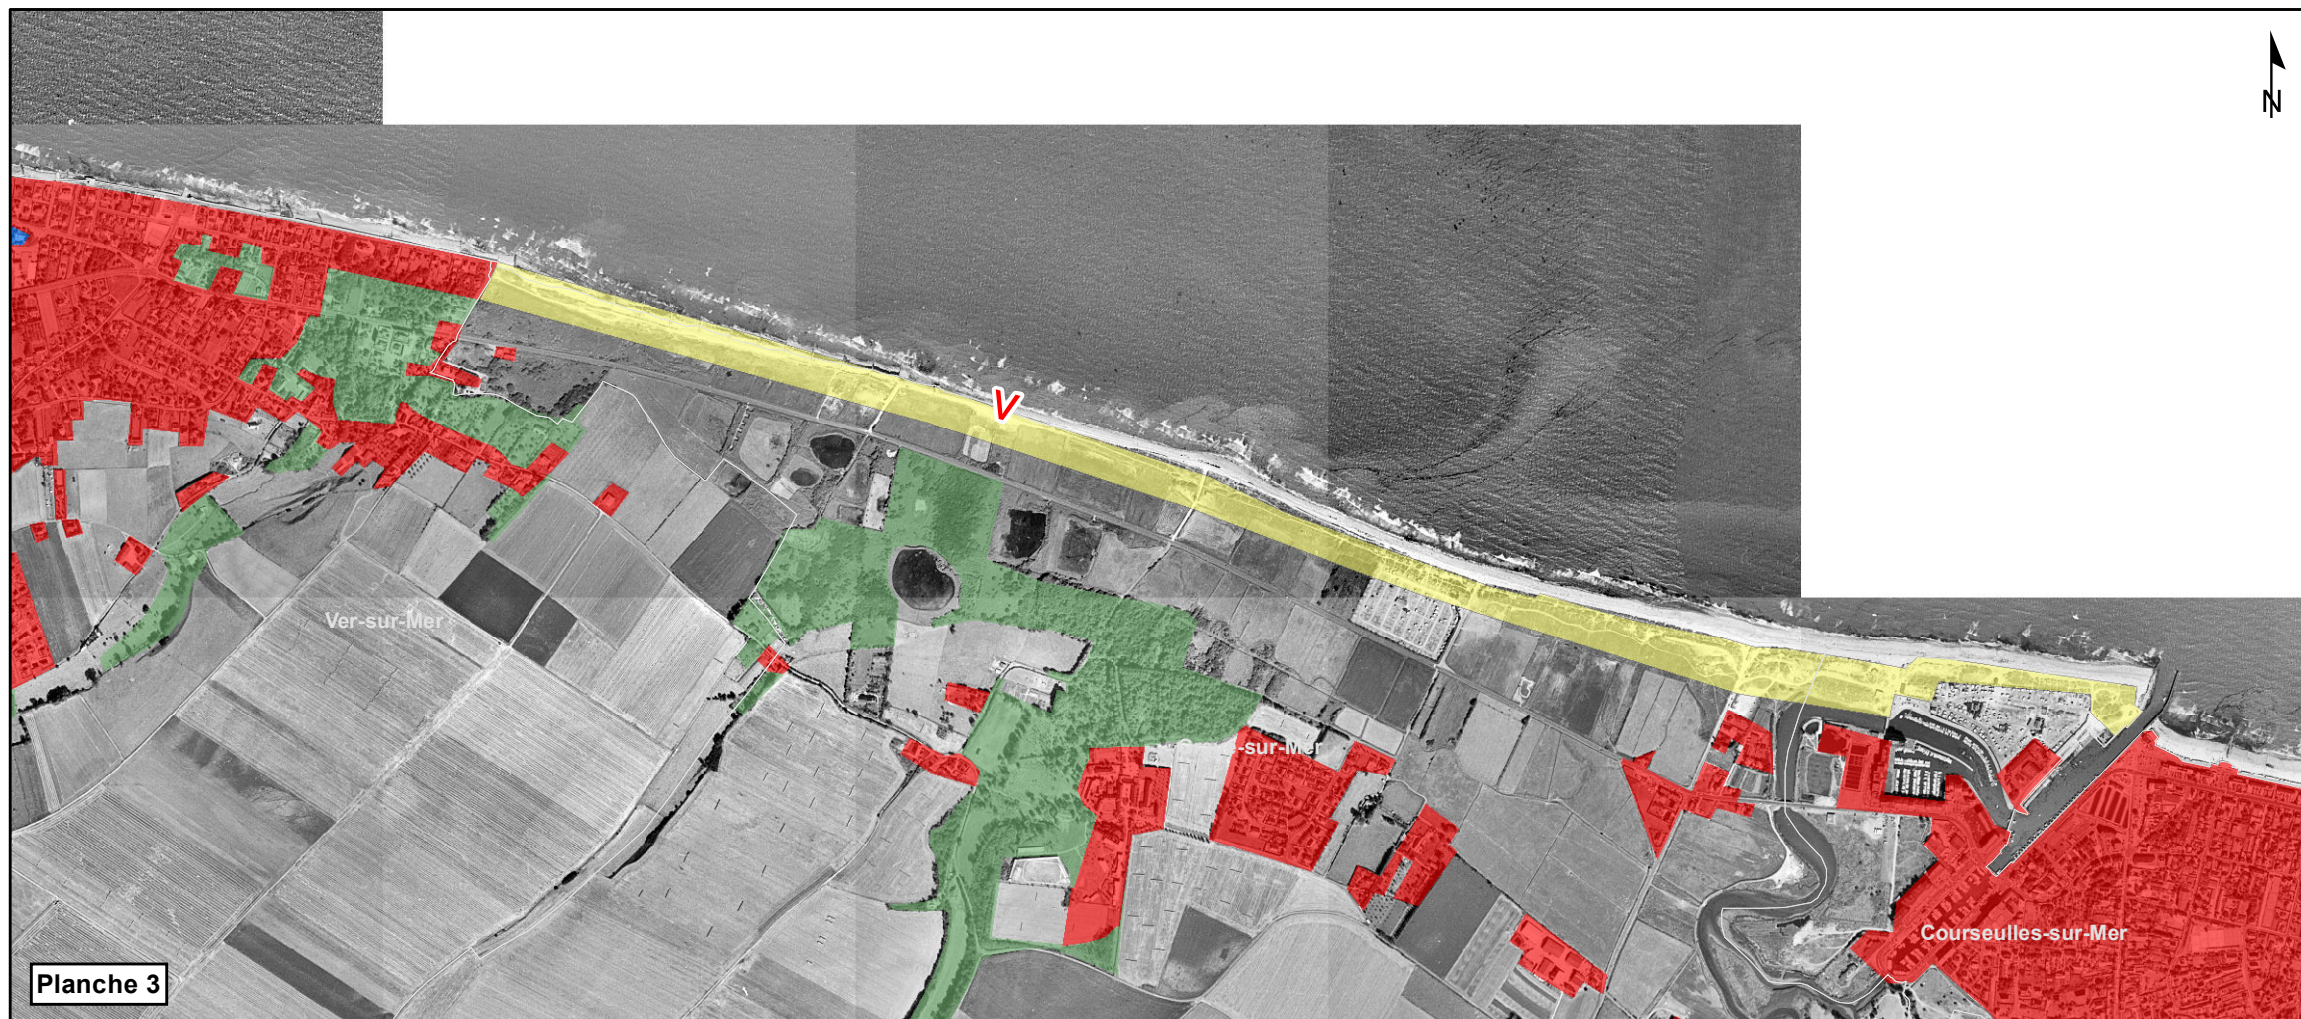 N
V
Ver-sur-Mer
-sur-Mer
Courseulles-sur-Mer
Planche 3